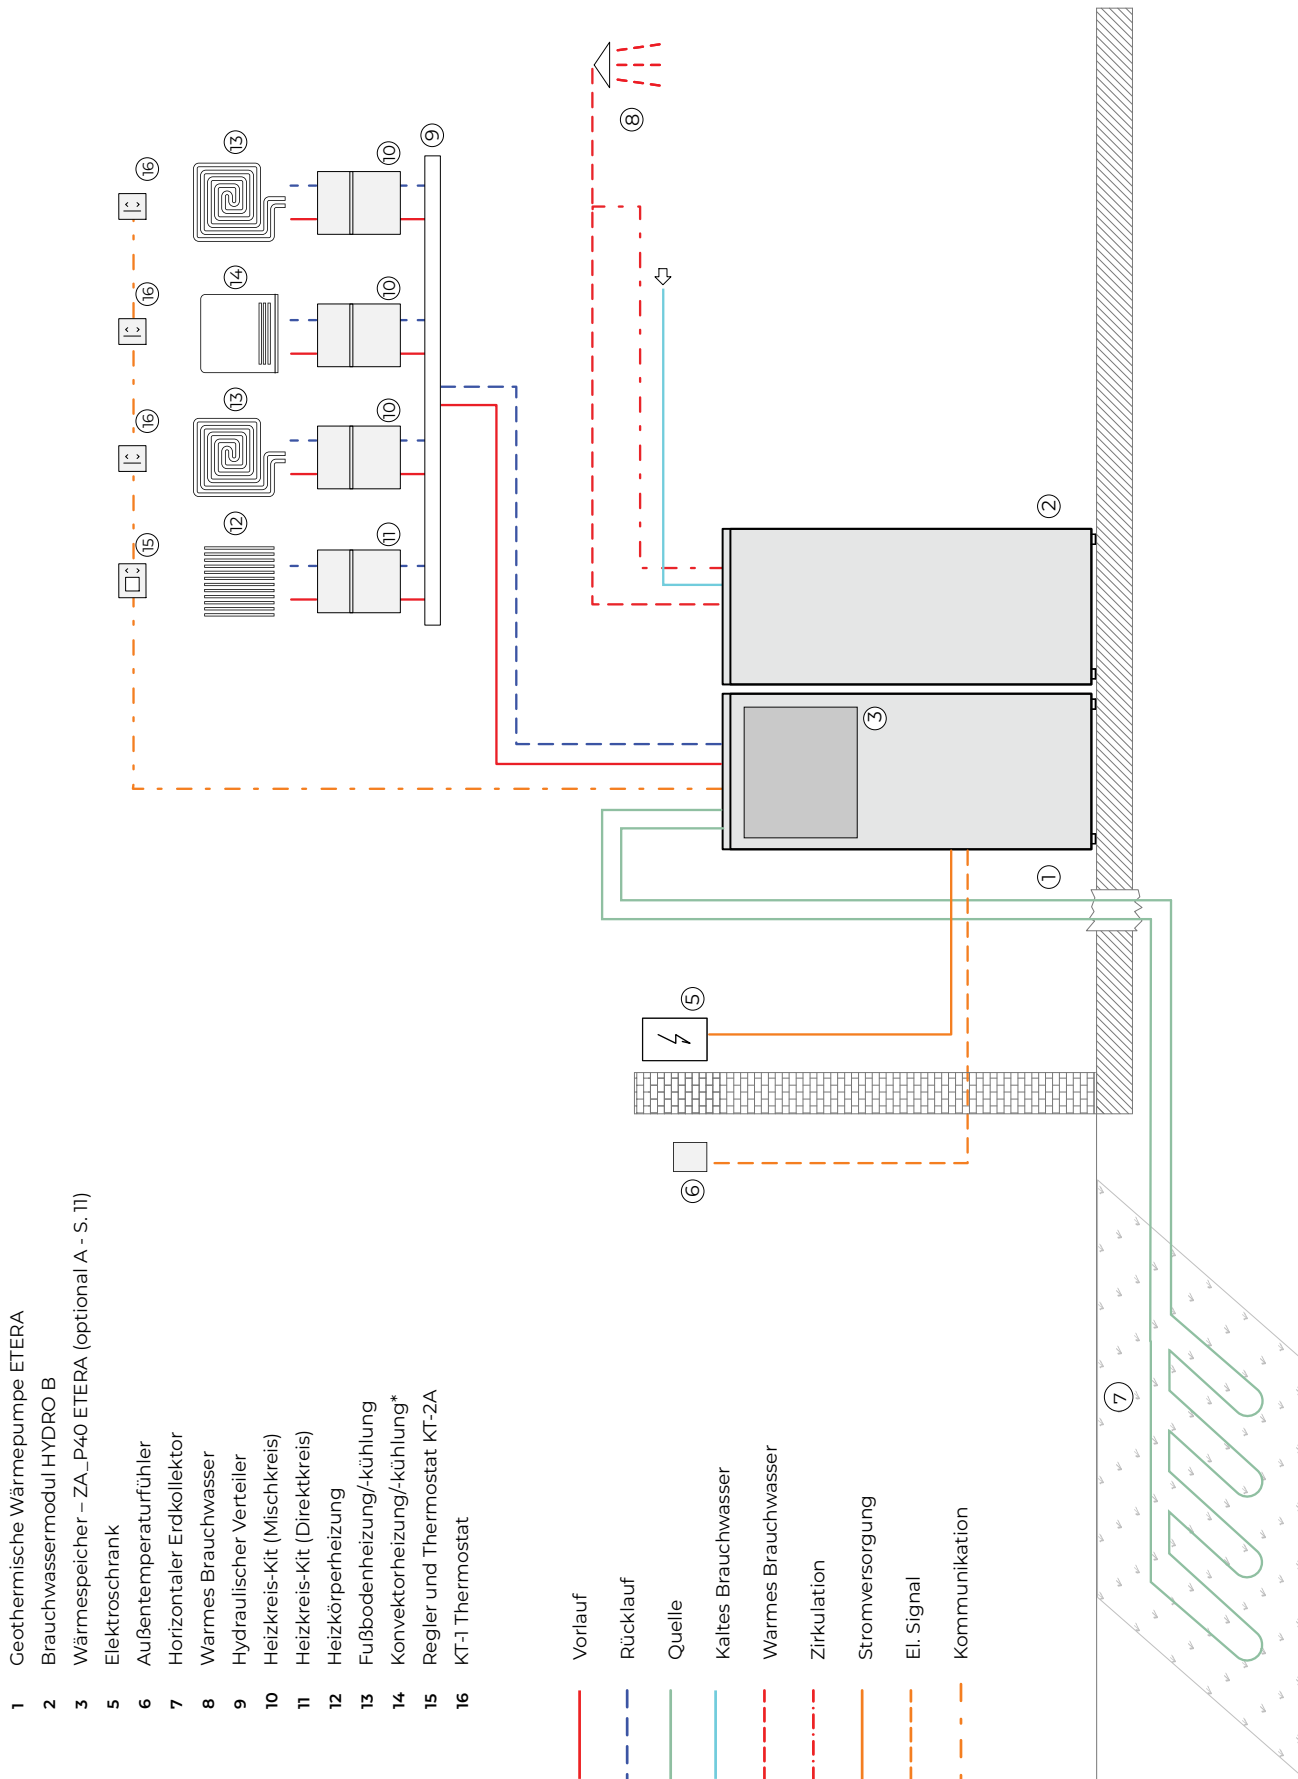 1 Geothermische Wärmepumpe ETERA
2 Brauchwassermodul HYDRO B
3 Wärmespeicher – ZA_P40 ETERA (optional A - S. 11)
5 Elektroschrank
6 Außentemperaturfühler
7 Horizontaler Erdkollektor
8 Warmes Brauchwasser
9 Hydraulischer Verteiler
10 Heizkreis-Kit (Mischkreis)
11 Heizkreis-Kit (Direktkreis)
12 Heizkörperheizung
13 Fußbodenheizung/-kühlung
14 Konvektorheizung/-kühlung*
15 Regler und Thermostat KT-2A
16 KT-1 Thermostat
Vorlauf
Rücklauf
Quelle
Kaltes Brauchwasser
Warmes Brauchwasser
Zirkulation
Stromversorgung
El. Signal
Kommunikation
15
16
16
16
12
13
14
13
11
10
10
10
9
8
6
5
3
1
2
7